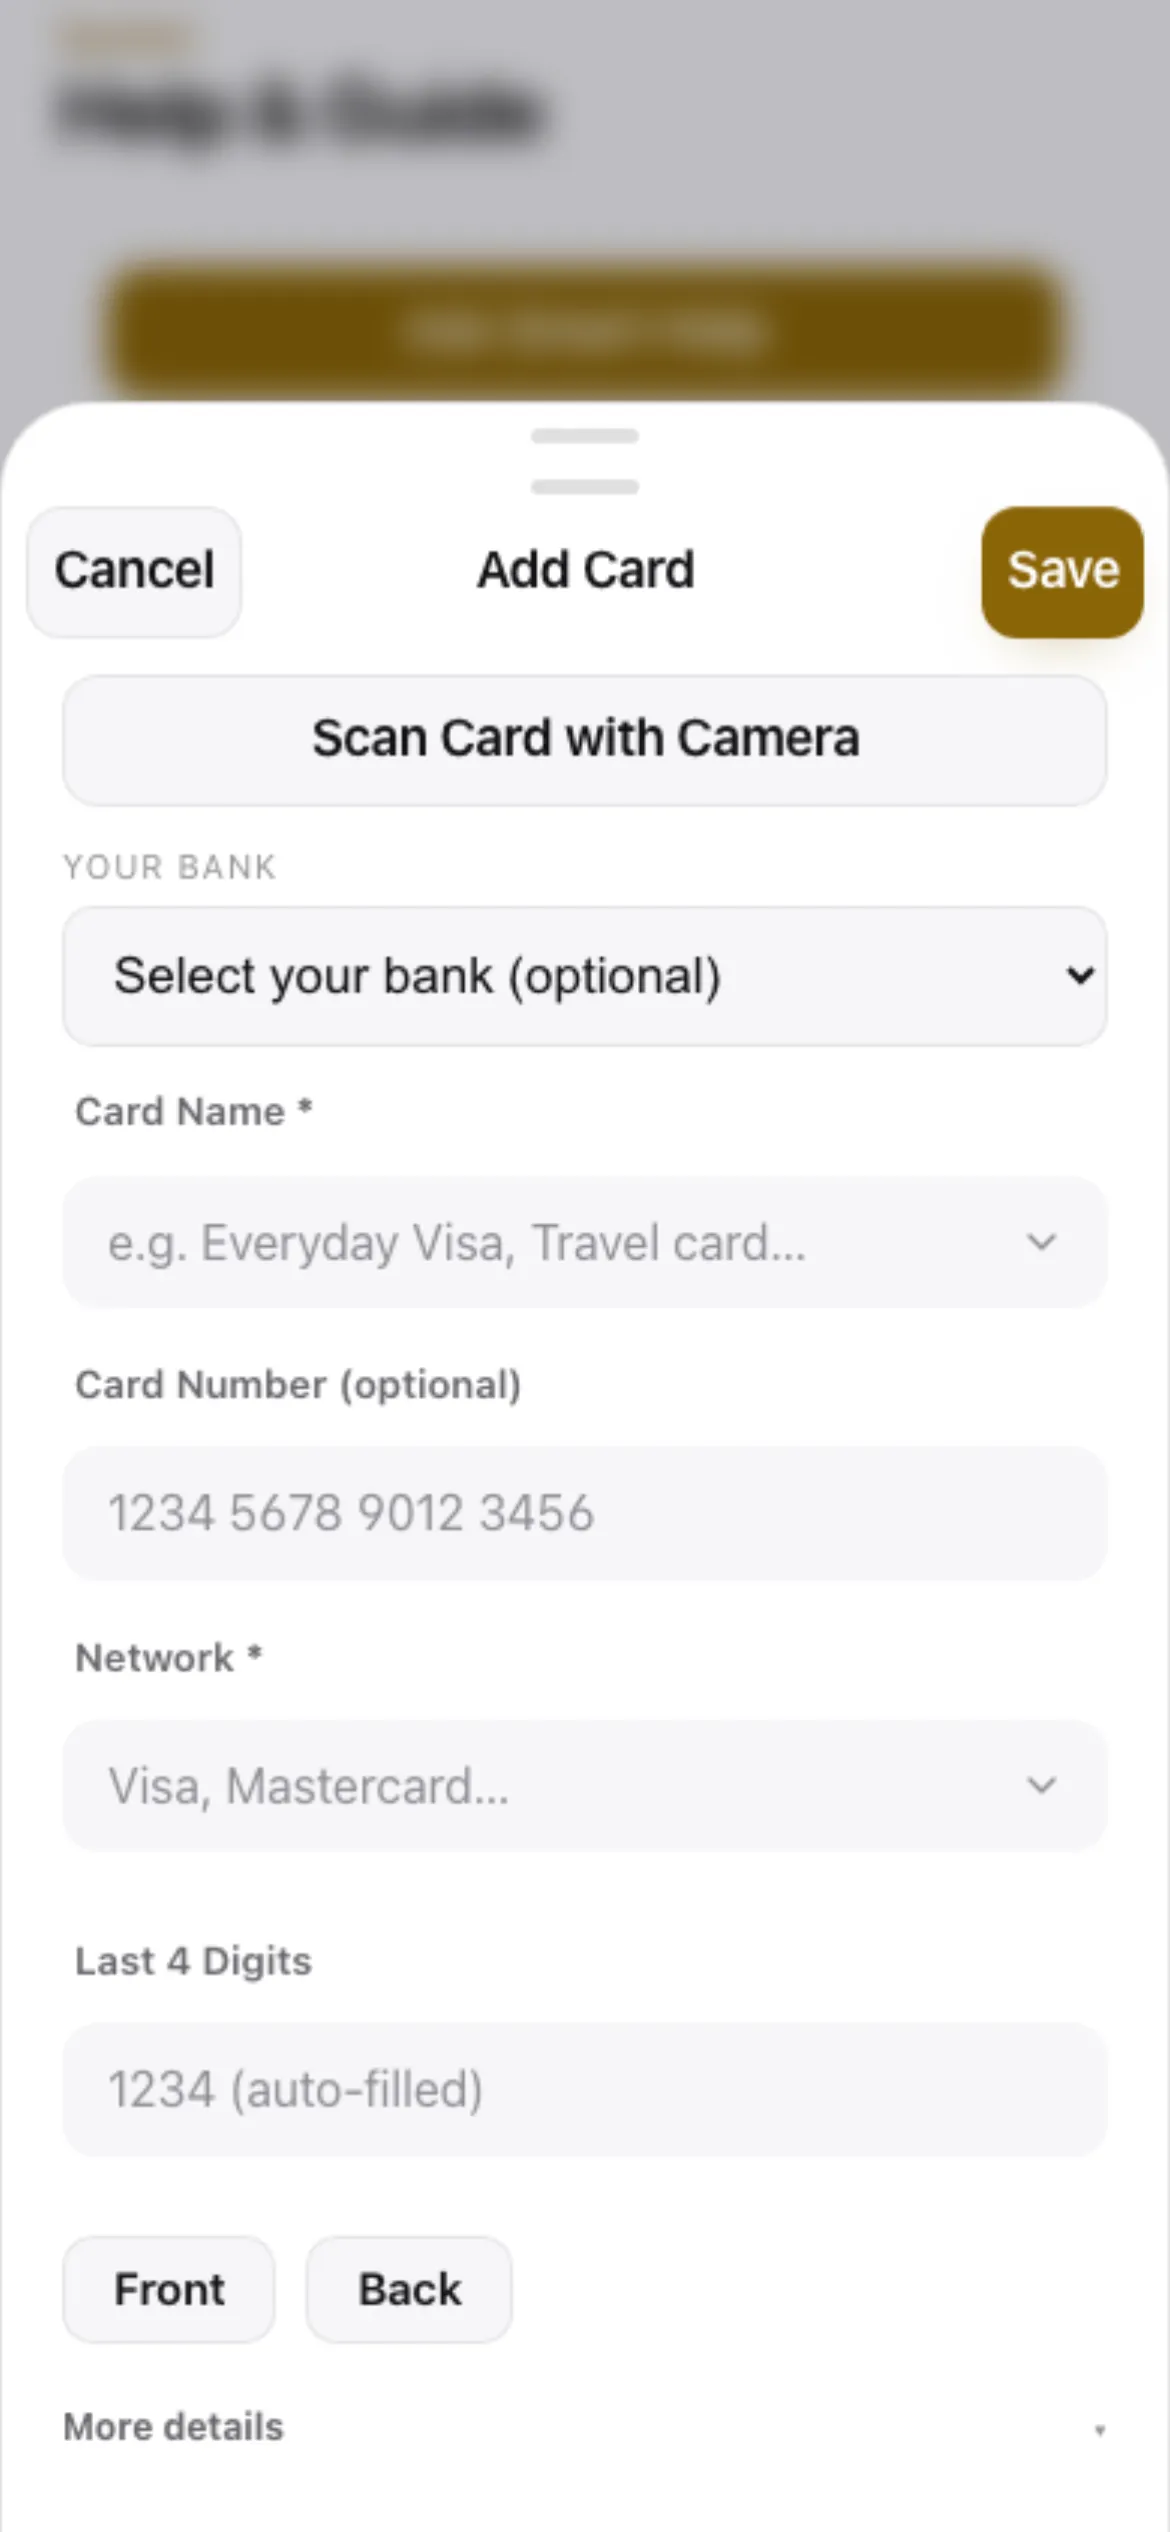 Help & Guide
Cancel
Add Card
Save
Scan Card with Camera
YOUR BANK
Select your bank (optional)
Card Name *
e.g. Everyday Visa, Travel card...
Card Number (optional)
1234 5678 9012 3456
Network *
Visa, Mastercard...
Last 4 Digits
1234 (auto-filled)
Front
Back
More details